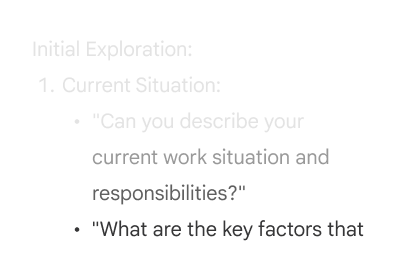 Initial Exploration:
1. Current Situation:
• "Can you describe your
current work situation and
responsibilities?"
• "What are the key factors that